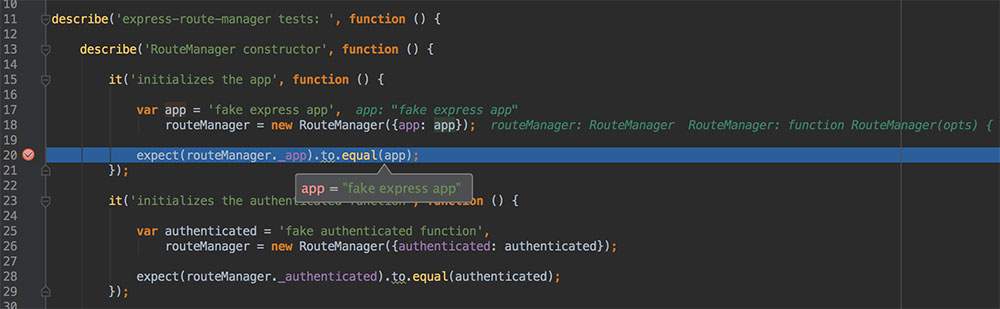 10
11 describe('express-route-manager tests: ', function () {
12
13 describe('RouteManager constructor', function () {
14
15 it('initializes the app', function () {
16
17 var app = 'fake express app', app: "fake express app"
18 routeManager = new RouteManager({app: app}); routeManager: RouteManager RouteManager: function RouteManager(opts) {
19
20 expect(routeManager._app).to.equal(app);
21 });
22 app = "fake express app"
23 it('initializes the authenticated function', function () {
24
25 var authenticated = 'fake authenticated function',
26 routeManager = new RouteManager({authenticated: authenticated});
27
28 expect(routeManager._authenticated).to.equal(authenticated);
29 });
30